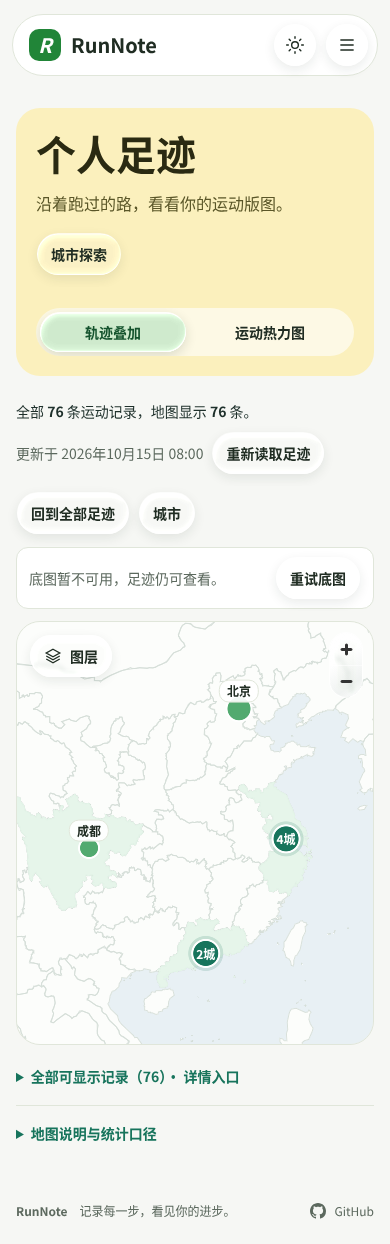 R RunNote
个人足迹
沿着跑过的路，看看你的运动版图。
城市探索
轨迹叠加 运动热力图
全部 76 条运动记录，地图显示 76 条。
更新于 2026年10月15日 08:00 重新读取足迹
回到全部足迹 城市
底图暂不可用，足迹仍可查看。 重试底图
图层 +
−
北京
成都
4城
2城
▶ 全部可显示记录（76）· 详情入口
▶ 地图说明与统计口径
RunNote 记录每一步，看见你的进步。 GitHub